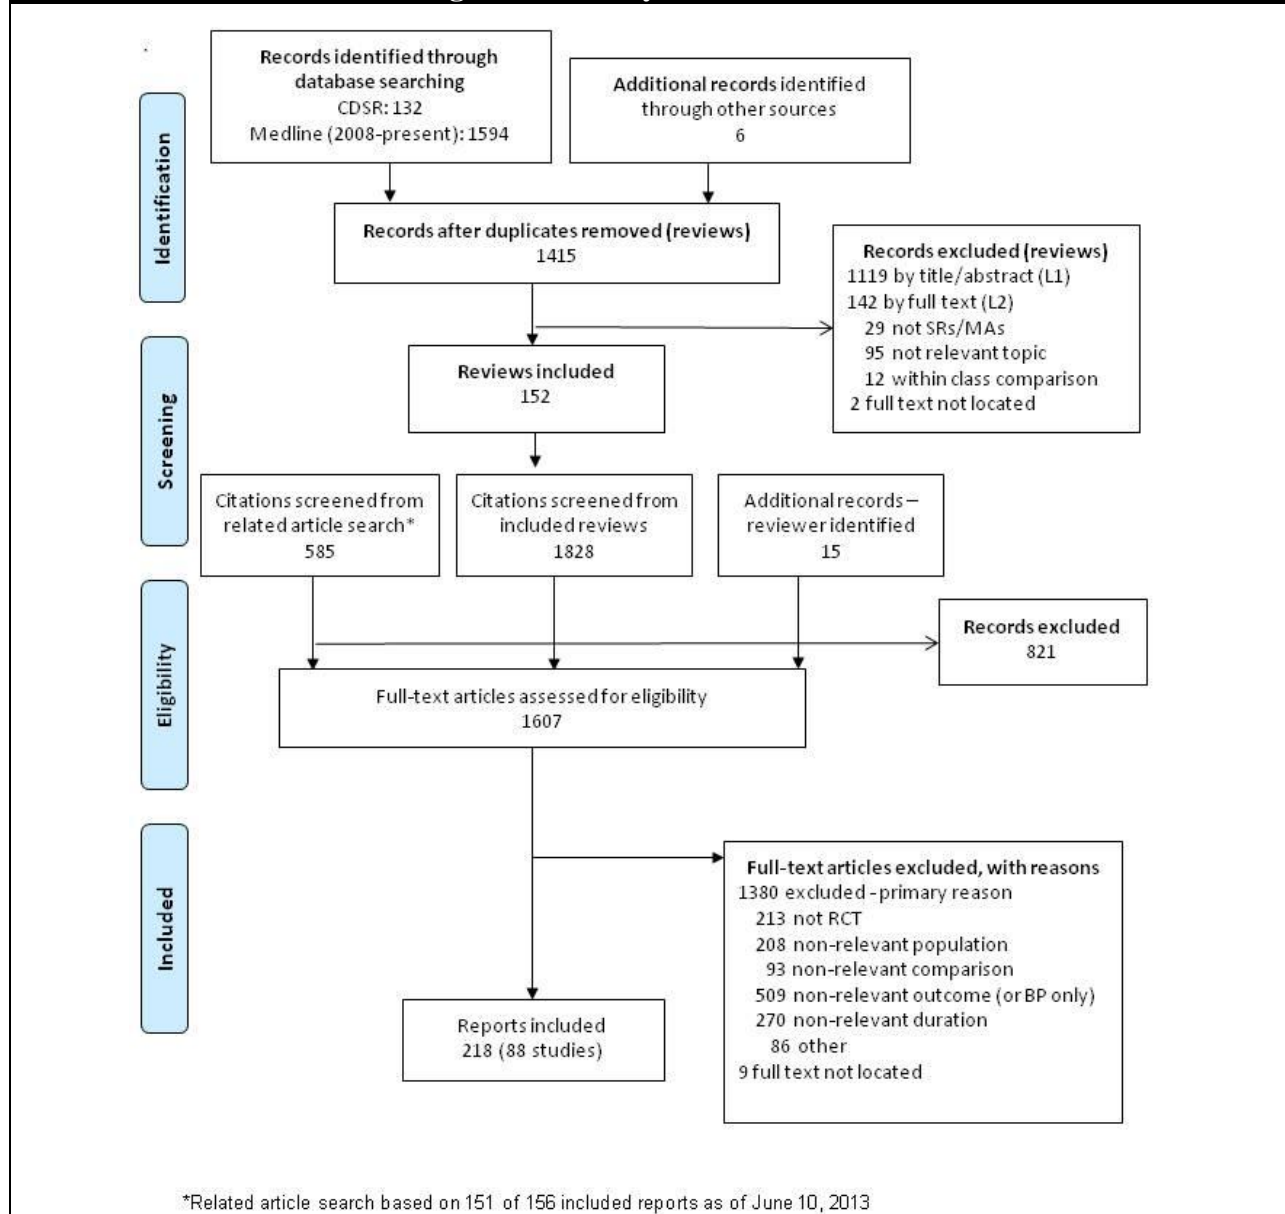 Records identified through
database searching
CDSR: 132
Medline (2008-present): 1594
Additional records identified
through other sources
6
Identification
Records after duplicates removed (reviews)
1415
Records excluded (reviews)
1119 by title/abstract (L1)
142 by full text (L2)
29 not SRs/MAs
95 not relevant topic
12 within class comparison
2 full text not located
Screening
Reviews included
152
Citations screened from
related article search*
585
Citations screened from
included reviews
1828
Additional records –
reviewer identified
15
Eligibility
Records excluded
821
Full-text articles assessed for eligibility
1607
Included
Full-text articles excluded, with reasons
1380 excluded - primary reason
213 not RCT
208 non-relevant population
93 non-relevant comparison
509 non-relevant outcome (or BP only)
270 non-relevant duration
86 other
9 full text not located
Reports included
218 (88 studies)
*Related article search based on 151 of 156 included reports as of June 10, 2013